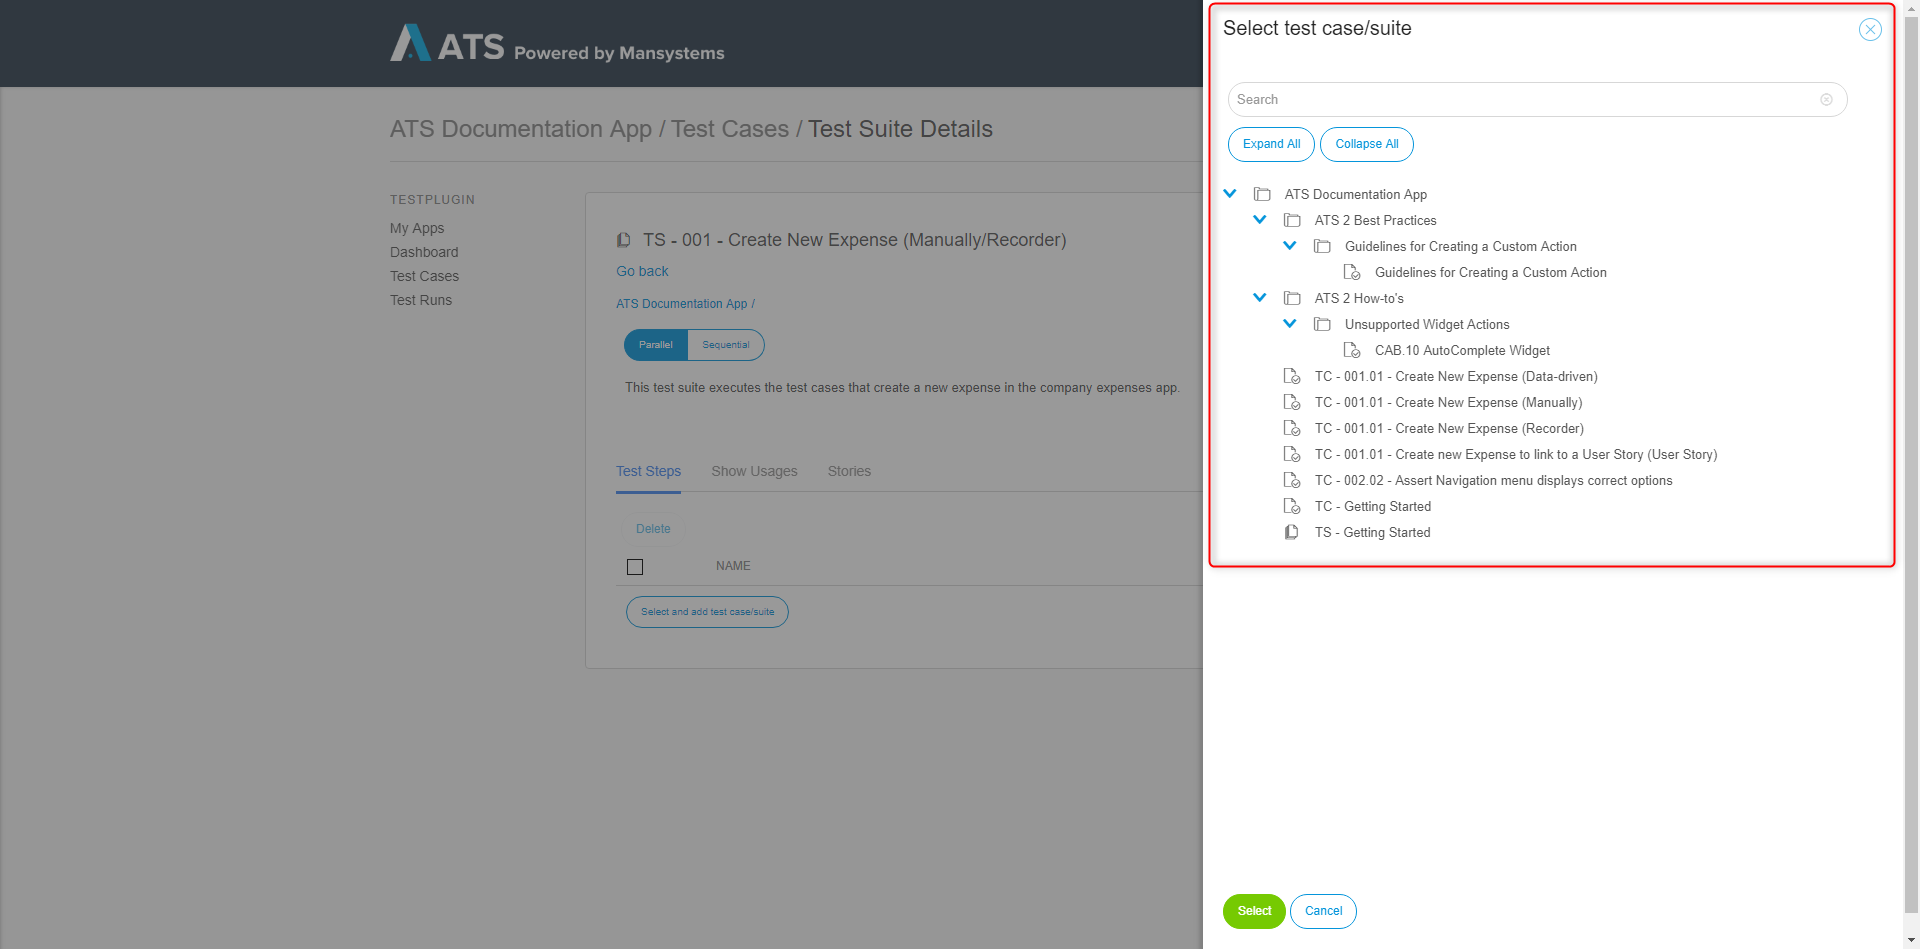 ATS Powered by Mansystems
ATS Documentation App / Test Cases / Test Suite Details
TESTPLUGIN
My Apps
Dashboard
Test Cases
Test Runs
TS - 001 - Create New Expense (Manually/Recorder)
Go back
ATS Documentation App /
Parallel Sequential
This test suite executes the test cases that create a new expense in the company expenses app.
Test Steps Show Usages Stories
Delete
NAME
Select and add test case/suite
Select test case/suite
Search
Expand All Collapse All
ATS Documentation App
ATS 2 Best Practices
Guidelines for Creating a Custom Action
Guidelines for Creating a Custom Action
ATS 2 How-to's
Unsupported Widget Actions
CAB.10 AutoComplete Widget
TC - 001.01 - Create New Expense (Data-driven)
TC - 001.01 - Create New Expense (Manually)
TC - 001.01 - Create New Expense (Recorder)
TC - 001.01 - Create new Expense to link to a User Story (User Story)
TC - 002.02 - Assert Navigation menu displays correct options
TC - Getting Started
TS - Getting Started
Select Cancel